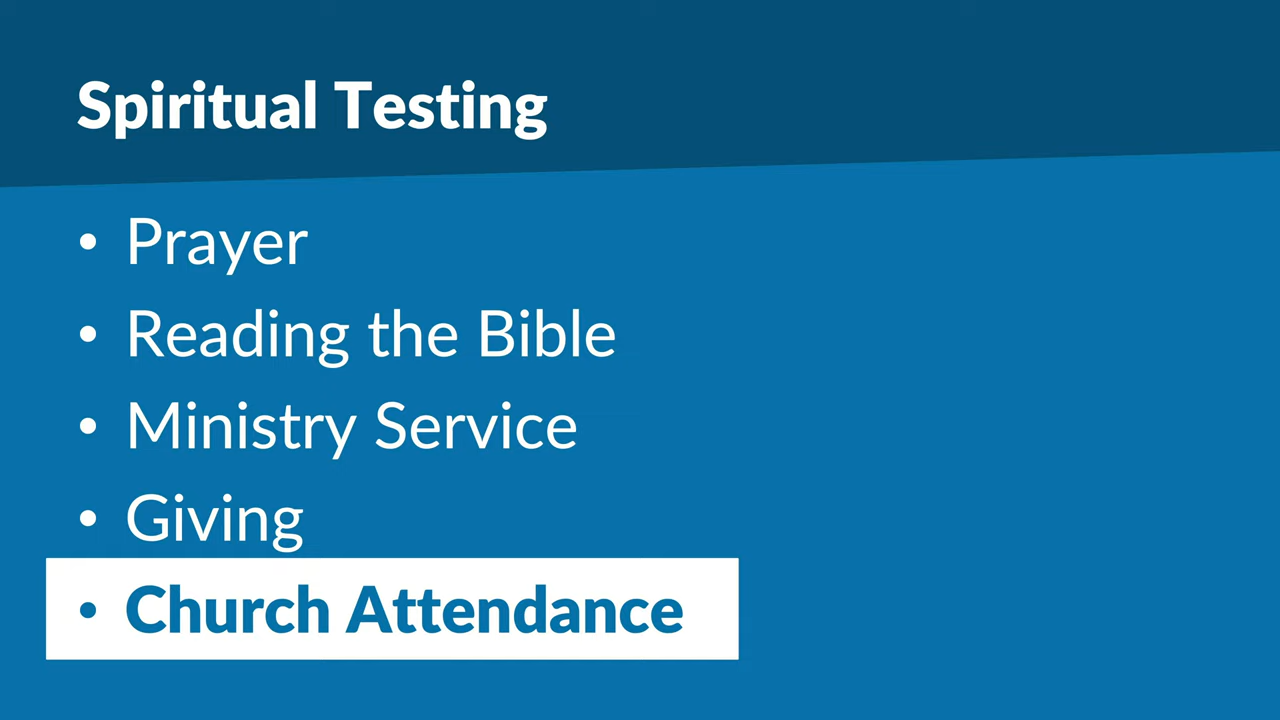 Spiritual Testing
• Prayer
• Reading the Bible
• Ministry Service
• Giving
• Church Attendance